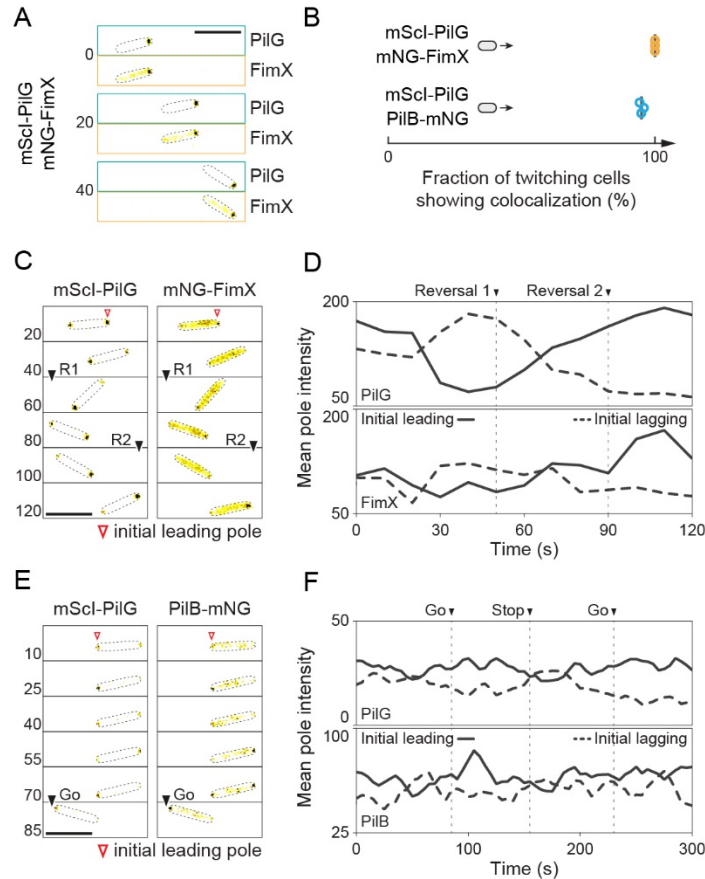 A
mScI-PilG
mNG-FimX
0
20
40
PilG
FimX
PilG
FimX
PilG
FimX
B
mScI-PilG
mNG-FimX
mScI-PilG
PilB-mNG
0
100
Fraction of twitching cells
showing colocalization (%)
C
mScI-PilG
mNG-FimX
20
40
60
80
100
120
R1
R1
R2
R2
initial leading pole
D
Reversal 1
Reversal 2
Mean pole intensity
200
50
PilG
200
Initial leading
Initial lagging
50
FimX
0
30
60
90
120
Time (s)
E
mScI-PilG
PilB-mNG
10
25
40
55
70
85
Go
Go
initial leading pole
F
Go
Stop
Go
Mean pole intensity
50
0
PilG
100
Initial leading
Initial lagging
25
PilB
0
100
200
300
Time (s)